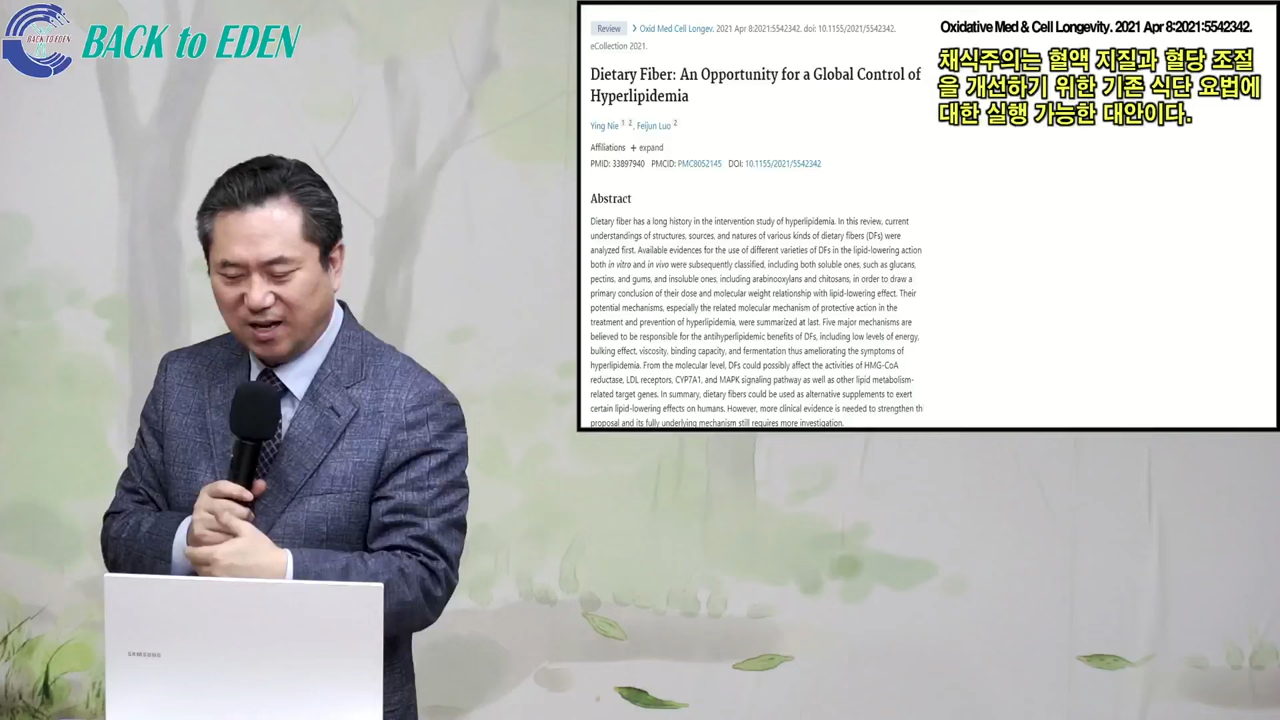 BACK TO EDEN
BACK to EDEN
Review
Oxid Med Cell Longev. 2021 Apr 8:2021:5542342. doi: 10.1155/2021/5542342.
eCollection 2021.
Dietary Fiber: An Opportunity for a Global Control of
Hyperlipidemia
Ying Nie 1 2, Feijun Luo 2
Affiliations + expand
PMID: 33897940 PMCID: PMC8052145 DOI: 10.1155/2021/5542342
Abstract
Dietary fiber has a long history in the intervention study of hyperlipidemia. In this review, current
understandings of structures, sources, and natures of various kinds of dietary fibers (DFs) were
analyzed first. Available evidences for the use of different varieties of DFs in the lipid-lowering action
both in vitro and in vivo were subsequently classified, including both soluble ones, such as glucans,
pectins, and gums, and insoluble ones, including arabinooxylans and chitosans, in order to draw a
primary conclusion of their dose and molecular weight relationship with lipid-lowering effect. Their
potential mechanisms, especially the related molecular mechanism of protective action in the
treatment and prevention of hyperlipidemia, were summarized at last. Five major mechanisms are
believed to be responsible for the antihyperlipidemic benefits of DFs, including low levels of energy,
bulking effect, viscosity, binding capacity, and fermentation thus ameliorating the symptoms of
hyperlipidemia. From the molecular level, DFs could possibly affect the activities of HMG-CoA
reductase, LDL receptors, CYP7A1, and MAPK signaling pathway as well as other lipid metabolism-
related target genes. In summary, dietary fibers could be used as alternative supplements to exert
certain lipid-lowering effects on humans. However, more clinical evidence is needed to strengthen th
proposal and its fully underlying mechanism still requires more investigation.
Oxidative Med & Cell Longevity. 2021 Apr 8:2021:5542342.
채식주의는 혈액 지질과 혈당 조절
을 개선하기 위한 기존 식단 요법에
대한 실행 가능한 대안이다.
SAMSUNG